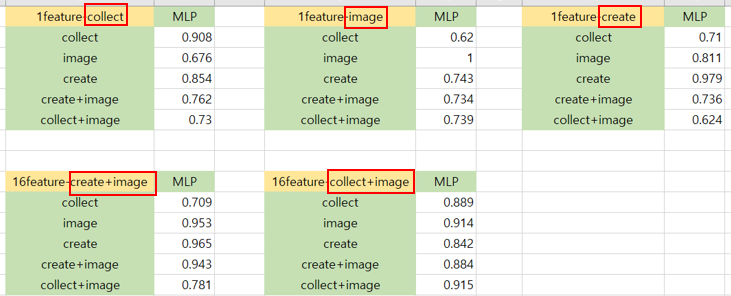 1feature-collect MLP 1feature-image MLP 1feature-create MLP
collect 0.908 collect 0.62 collect 0.71
image 0.676 image 1 image 0.811
create 0.854 create 0.743 create 0.979
create+image 0.762 create+image 0.734 create+image 0.736
collect+image 0.73 collect+image 0.739 collect+image 0.624
16feature-create+image MLP 16feature-collect+image MLP
collect 0.709 collect 0.889
image 0.953 image 0.914
create 0.965 create 0.842
create+image 0.943 create+image 0.884
collect+image 0.781 collect+image 0.915